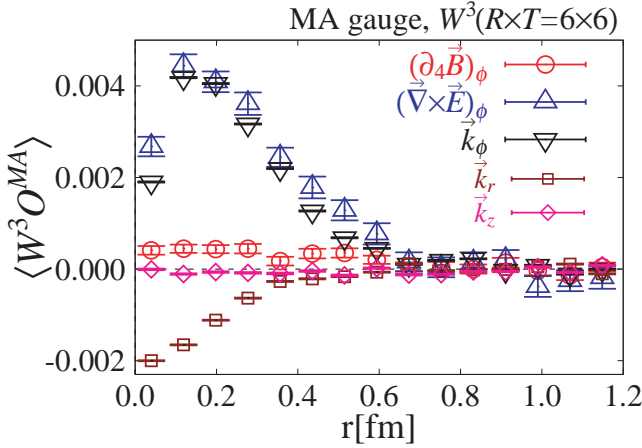 MA gauge, W³(R×T=6×6)
(∂₄B⃗)ᵩ
(∇⃗×E⃗)ᵩ
k⃗ᵩ
k⃗ᵣ
k⃗_z
0.004
0.002
0.000
-0.002
⟨W³O^{MA}⟩
0.0 0.2 0.4 0.6 0.8 1.0 1.2
r[fm]